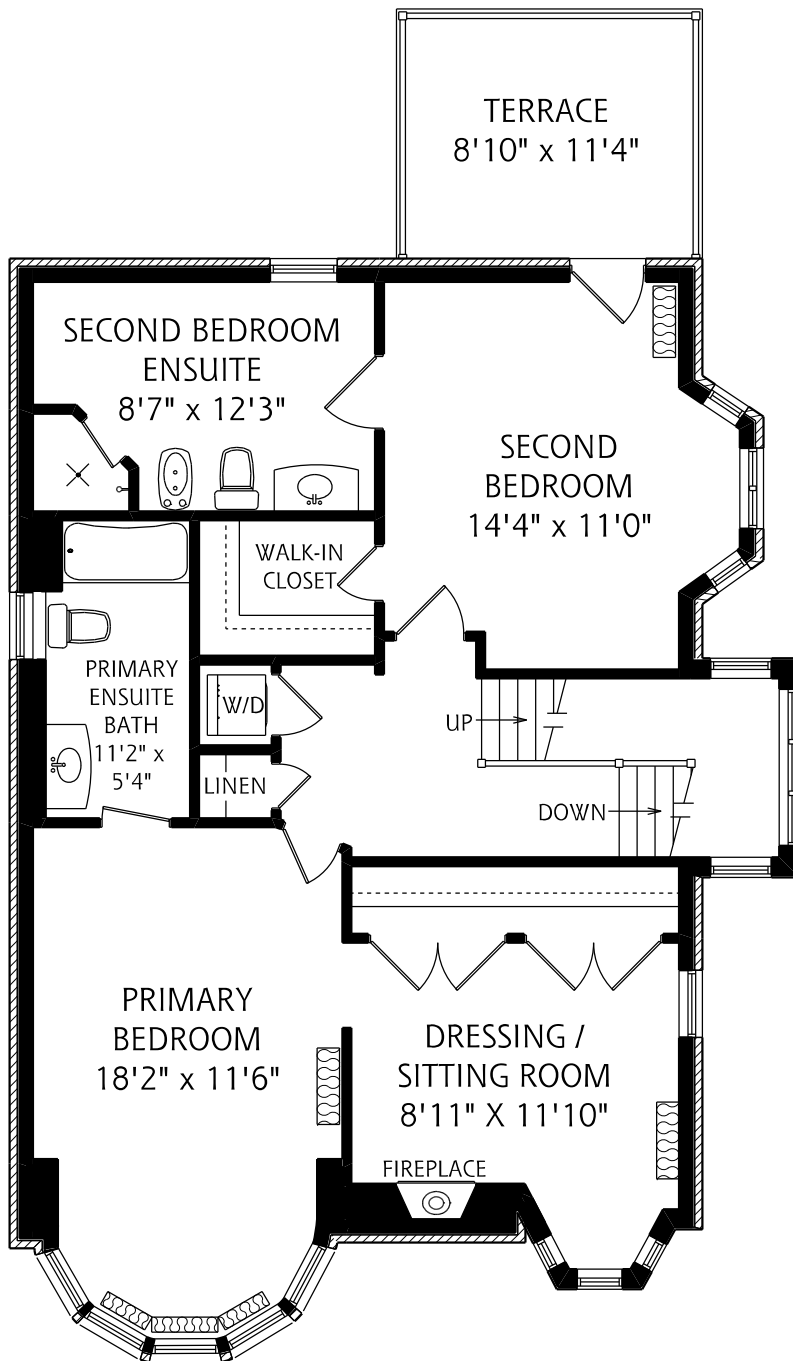 TERRACE
8'10" x 11'4"
SECOND BEDROOM
ENSUITE
8'7" x 12'3"
SECOND
BEDROOM
14'4" x 11'0"
WALK-IN
CLOSET
PRIMARY
ENSUITE
BATH
11'2" x
5'4"
W/D
UP
LINEN
DOWN
PRIMARY
BEDROOM
18'2" x 11'6"
DRESSING /
SITTING ROOM
8'11" X 11'10"
FIREPLACE